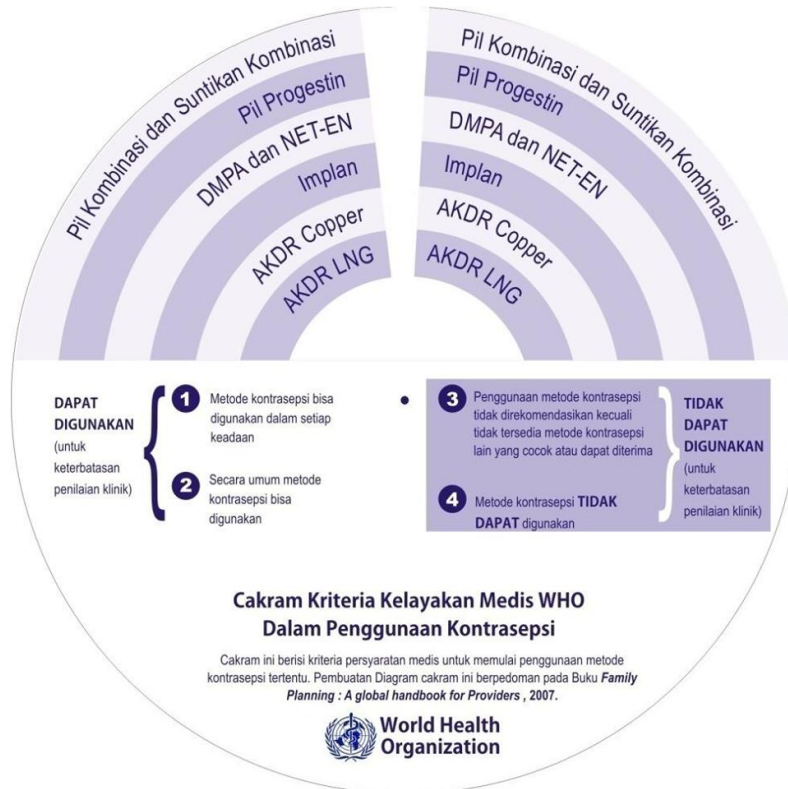 Pil Kombinasi dan Suntikan Kombinasi
Pil Progestin
DMPA dan NET-EN
Implan
AKDR Copper
AKDR LNG
Pil Kombinasi dan Suntikan Kombinasi
Pil Progestin
DMPA dan NET-EN
Implan
AKDR Copper
AKDR LNG
DAPAT
DIGUNAKAN
(untuk
keterbatasan
penilaian klinik)
1 Metode kontrasepsi bisa
digunakan dalam setiap
keadaan
2 Secara umum metode
kontrasepsi bisa
digunakan
3 Penggunaan metode kontrasepsi
tidak direkomendasikan kecuali
tidak tersedia metode kontrasepsi
lain yang cocok atau dapat diterima
4 Metode kontrasepsi TIDAK
DAPAT digunakan
TIDAK
DAPAT
DIGUNAKAN
(untuk
keterbatasan
penilaian klinik)
Cakram Kriteria Kelayakan Medis WHO
Dalam Penggunaan Kontrasepsi
Cakram ini berisi kriteria persyaratan medis untuk memulai penggunaan metode
kontrasepsi tertentu. Pembuatan Diagram cakram ini berpedoman pada Buku Family
Planning : A global handbook for Providers , 2007.
World Health
Organization